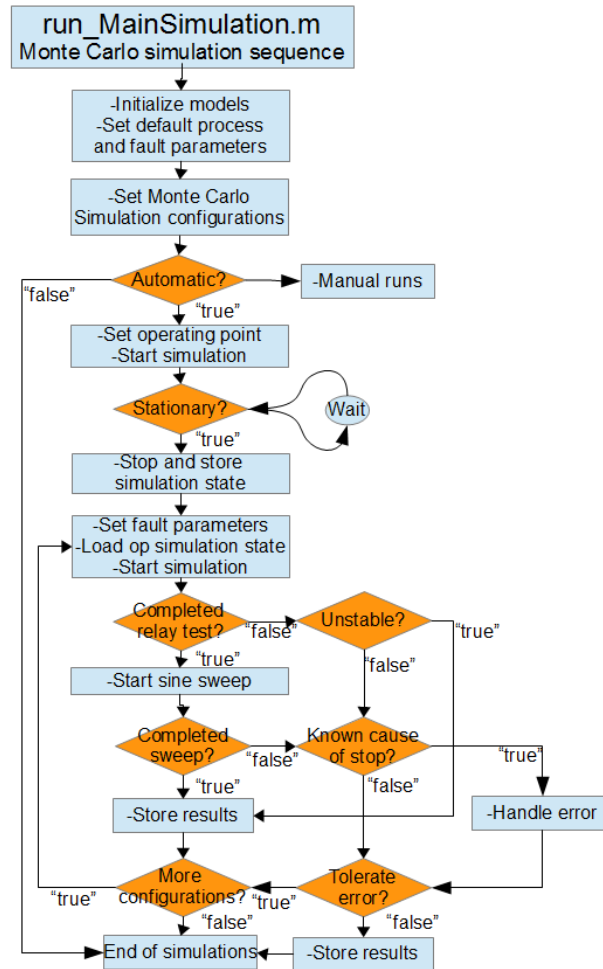 run_MainSimulation.m
Monte Carlo simulation sequence
-Initialize models
-Set default process
and fault parameters
-Set Monte Carlo
Simulation configurations
Automatic?
-Manual runs
“false”
“true”
-Set operating point
-Start simulation
Stationary?
Wait
“true”
-Stop and store
simulation state
-Set fault parameters
-Load op simulation state
-Start simulation
Completed
relay test?
“false”
Unstable?
“true”
“true”
“false”
-Start sine sweep
Completed
sweep?
“false”
Known cause
of stop?
“true”
“true”
“false”
-Store results
-Handle error
More
configurations?
“true”
“true”
Tolerate
error?
“false”
“false”
End of simulations
-Store results